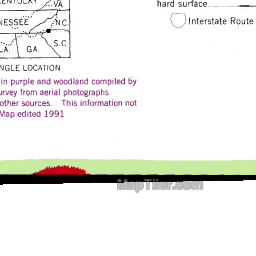 KENTUCKY
VA.
NESSEE
N.C.
S.C.
LA.
GA.
NGLE LOCATION
in purple and woodland compiled by
urvey from aerial photographs
other sources. This information not
Map edited 1991
hard surface
Interstate Route
MapTiler.com